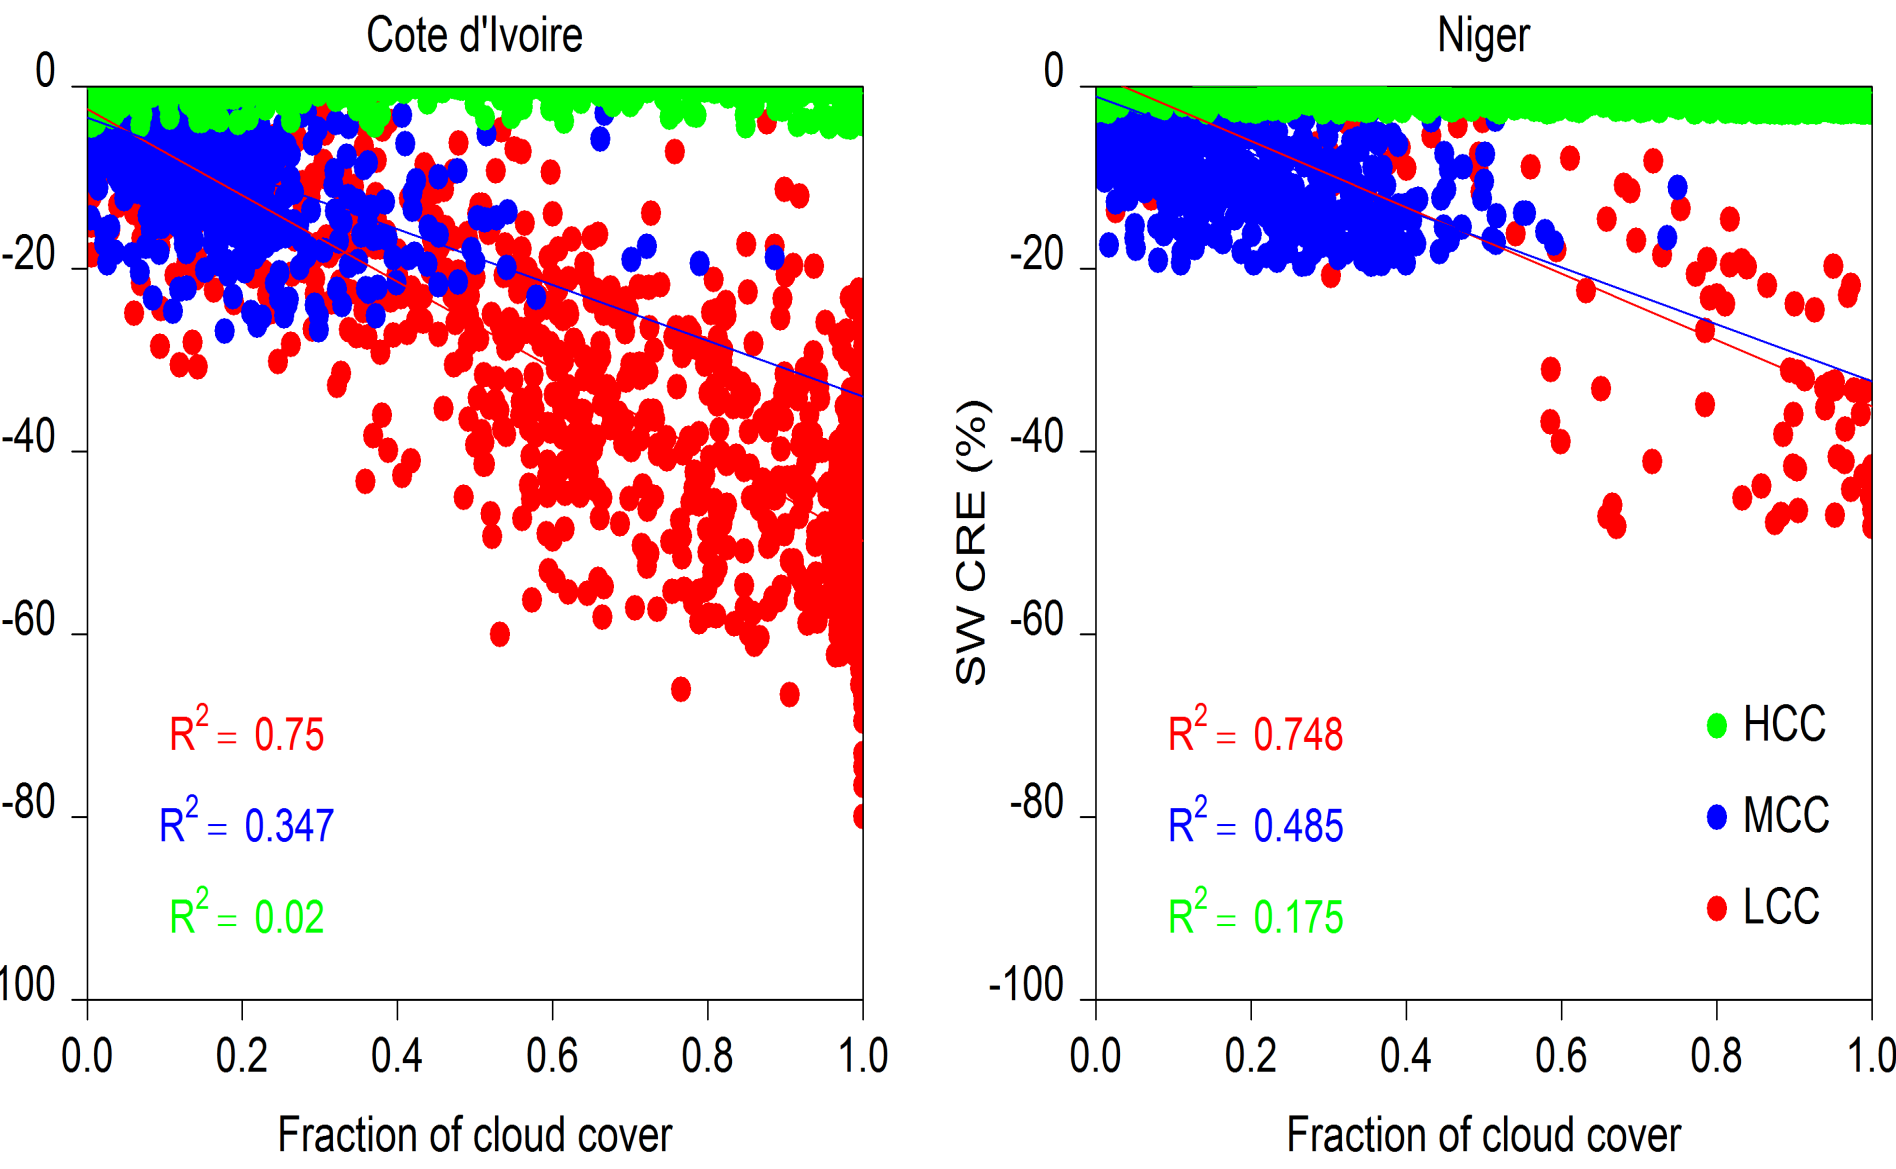 Cote d'Ivoire
0
-20
-40
-60
-80
100
R2 = 0.75
R2 = 0.347
R2 = 0.02
0.0 0.2 0.4 0.6 0.8 1.0
Fraction of cloud cover
Niger
SW CRE (%)
0
-20
-40
-60
-80
-100
R2 = 0.748
R2 = 0.485
R2 = 0.175
HCC
MCC
LCC
0.0 0.2 0.4 0.6 0.8 1.0
Fraction of cloud cover